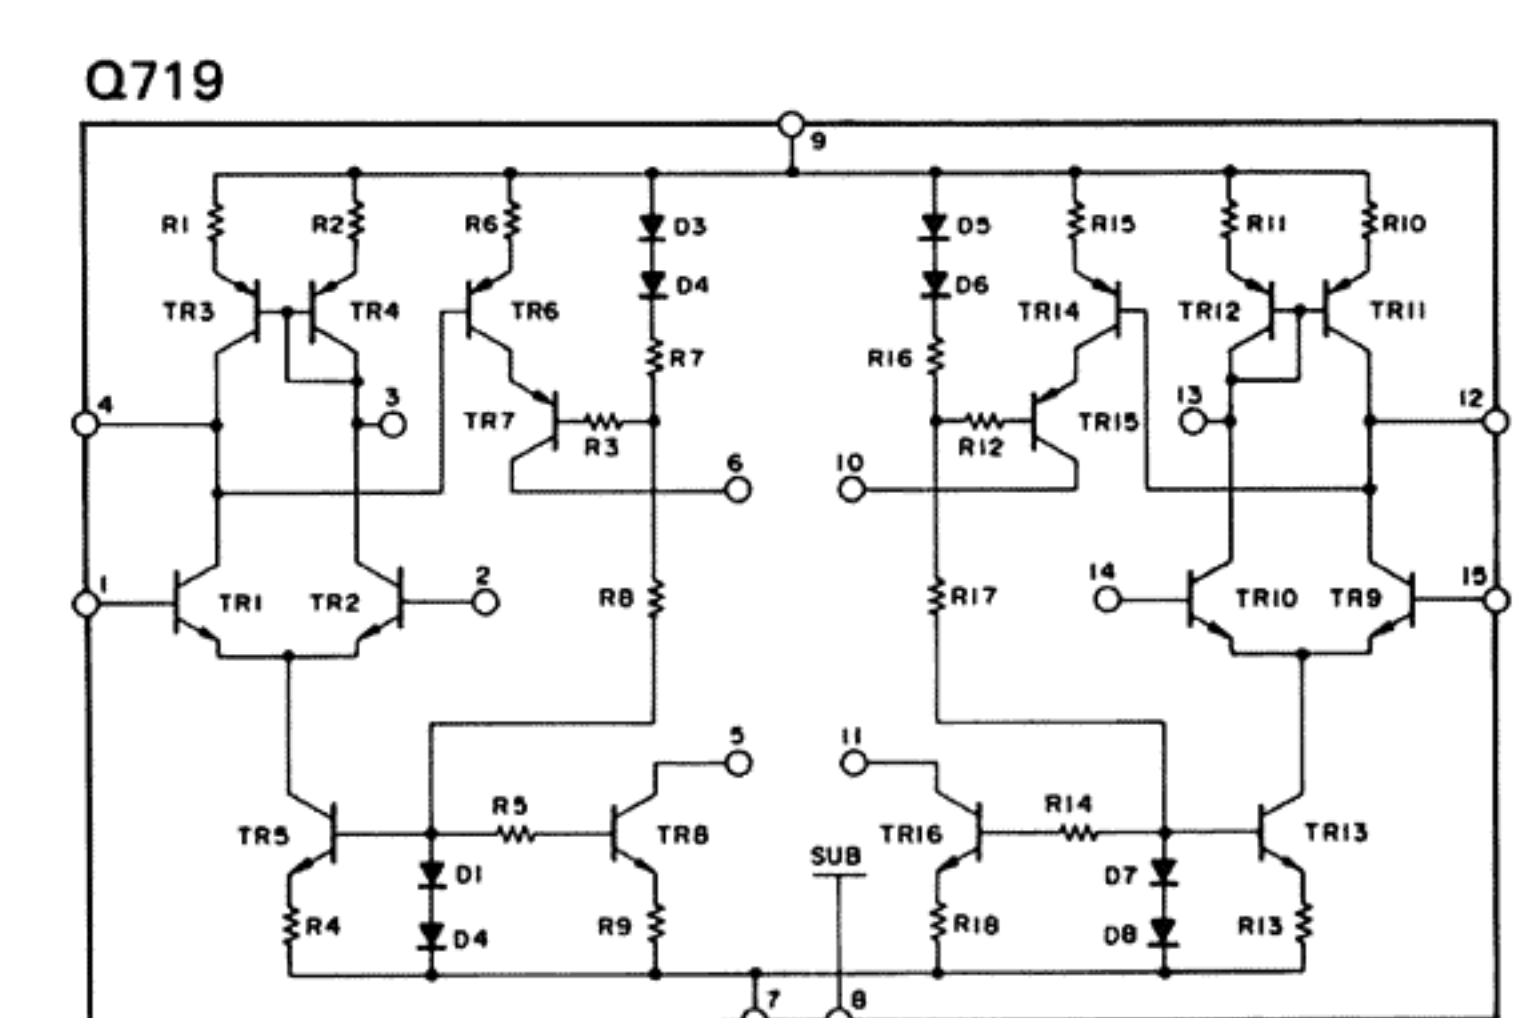 Q719
9
R1 R2 R6 D3 D5 R15 R11 R10
D4 D6
TR3 TR4 TR6 TR14 TR12 TR11
R7 R16
4 3 13 12
TR7 R3 R12 TR15
6 10
1 2 14 15
TR1 TR2 R8 R17 TR10 TR9
5 11
R5 R14
TR5 TR8 TR16 TR13
SUB
D1 D7
R4 D4 R9 R18 D8 R13
7 8